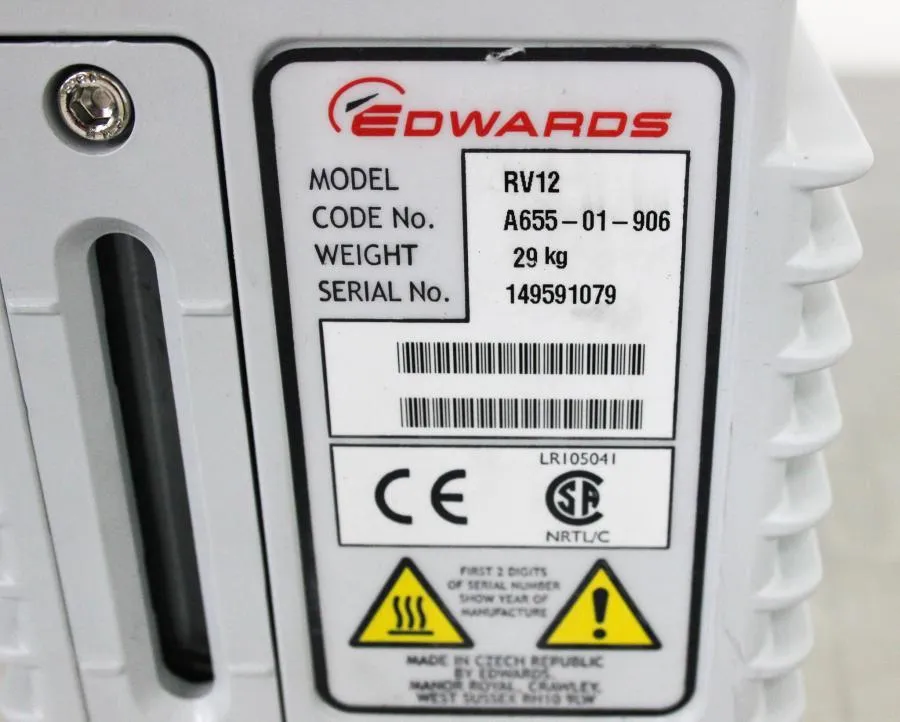 EDWARDS
MODEL RV12
CODE No. A655-01-906
WEIGHT 29 kg
SERIAL No. 149591079
CE
LR105041
CSA
NRTL/C
FIRST 2 DIGITS
OF SERIAL NUMBER
SHOW YEAR OF
MANUFACTURE
!
MADE IN CZECH REPUBLIC
BY EDWARDS,
MANOR ROYAL, CRAWLEY,
WEST SUSSEX RH10 9LW